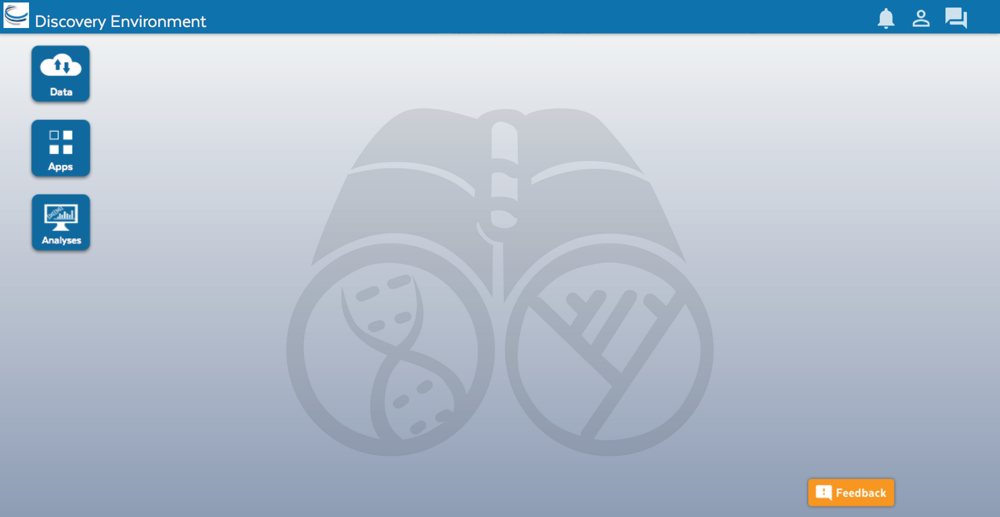 Discovery Environment
Data
Apps
Analyses
Feedback